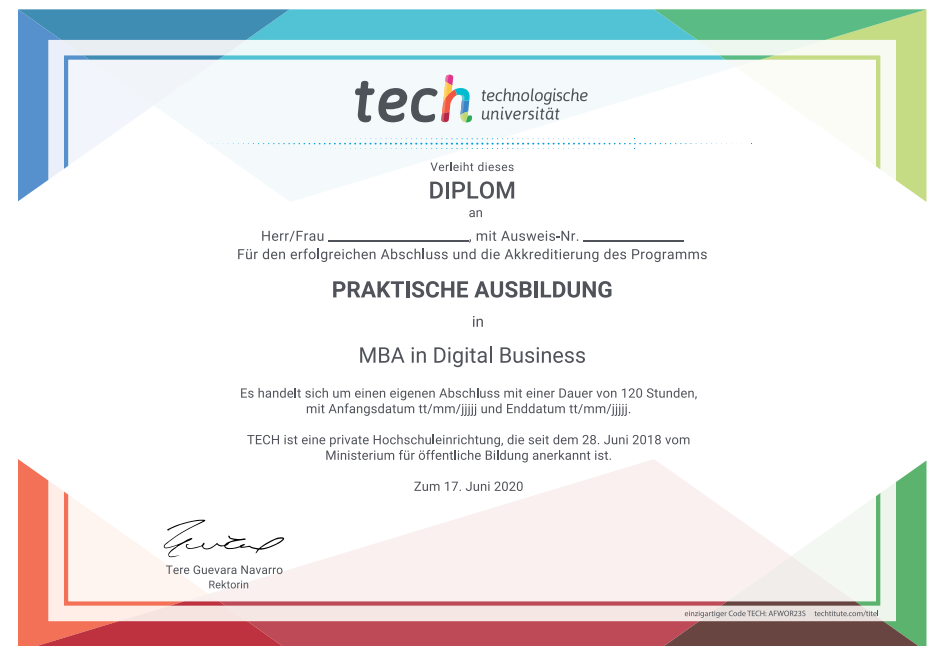 tech technologische
universität
Verleiht dieses
DIPLOM
an
Herr/Frau ____________________, mit Ausweis-Nr. ______________
Für den erfolgreichen Abschluss und die Akkreditierung des Programms
PRAKTISCHE AUSBILDUNG
in
MBA in Digital Business
Es handelt sich um einen eigenen Abschluss mit einer Dauer von 120 Stunden,
mit Anfangsdatum tt/mm/jjjjj und Enddatum tt/mm/jjjjj.
TECH ist eine private Hochschuleinrichtung, die seit dem 28. Juni 2018 vom
Ministerium für öffentliche Bildung anerkannt ist.
Zum 17. Juni 2020
Tere Guevara Navarro
Rektorin
einzigartiger Code TECH: AFWOR23S techtitute.com/titel